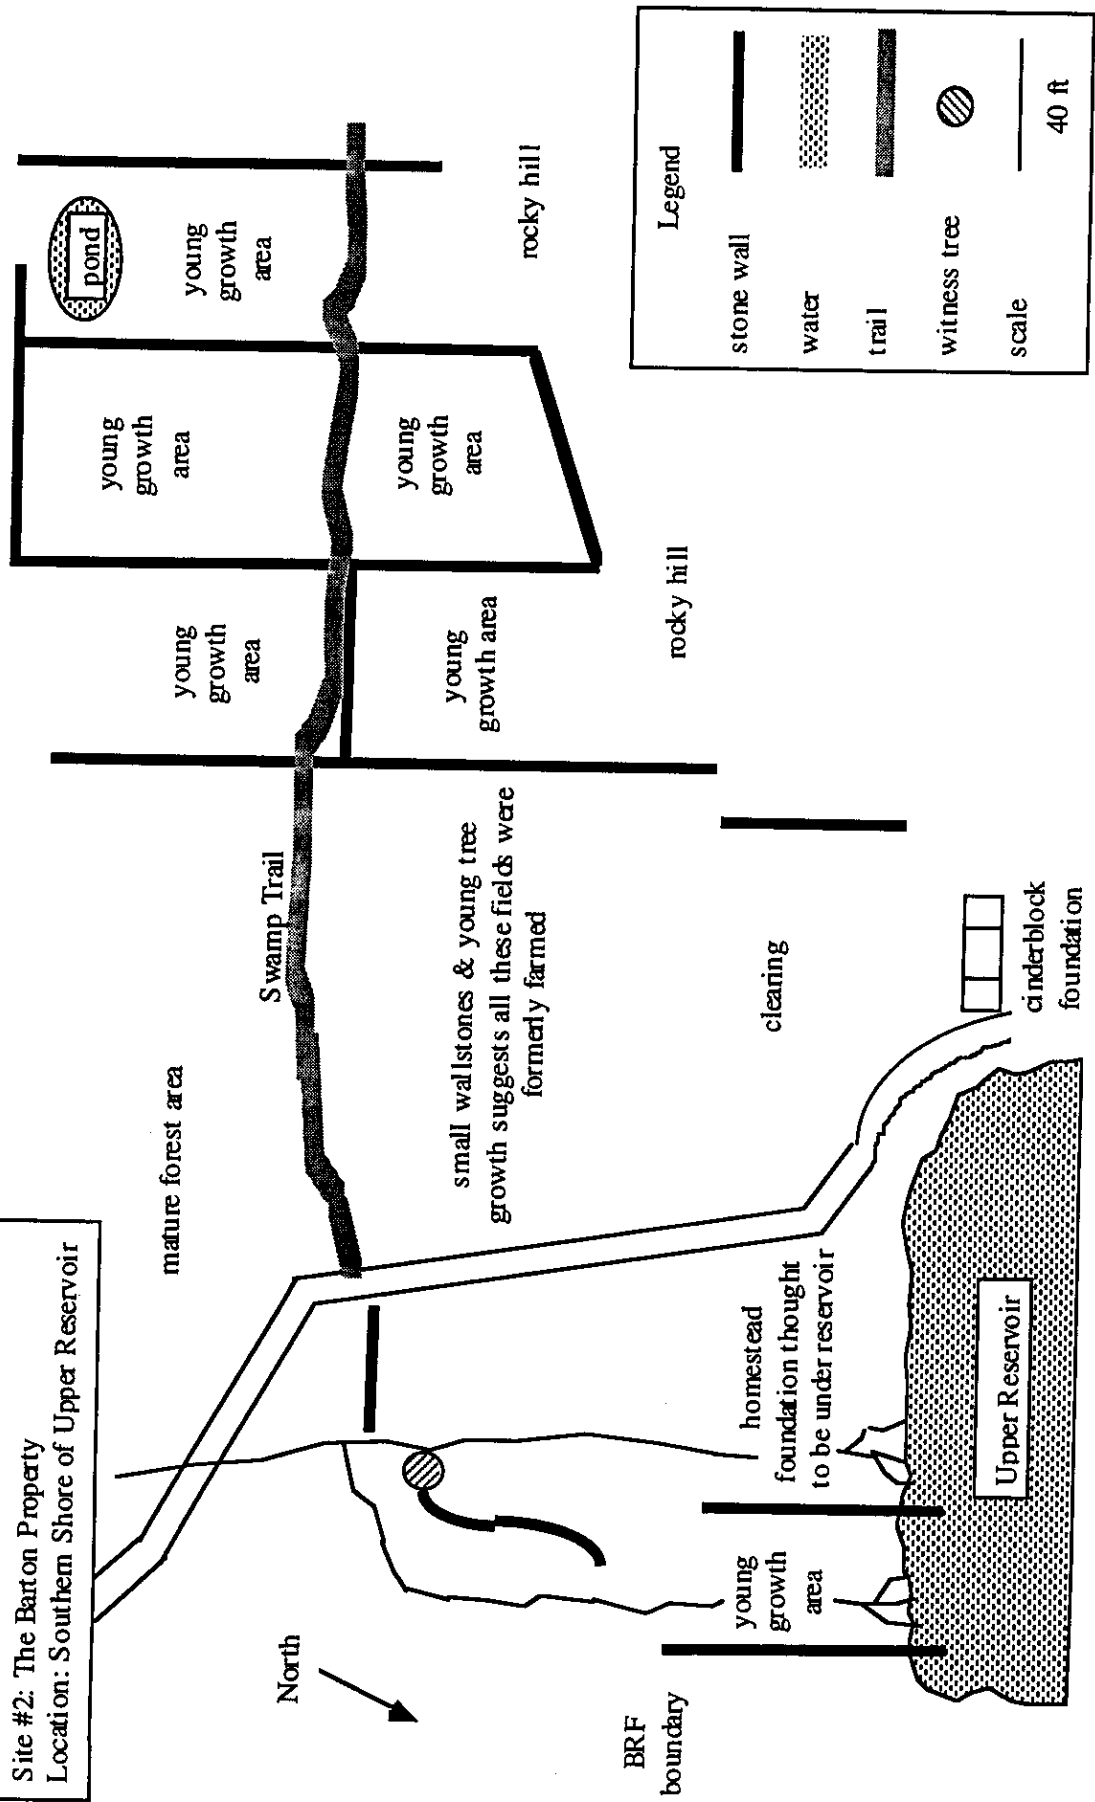 Site #2: The Barton Property
Location: Southern Shore of Upper Reservoir
mature forest area
Swamp Trail
young
growth
area
young
growth
area
pond
young
growth
area
North
small wallstones & young tree
growth suggests all these fields were
formerly farmed
young
growth area
young
growth
area
rocky hill
rocky hill
BRF
boundary
young
growth
area
homestead
foundation thought
to be under reservoir
clearing
cinderblock
foundation
Upper Reservoir
Legend
stone wall
water
trail
witness tree
scale
40 ft